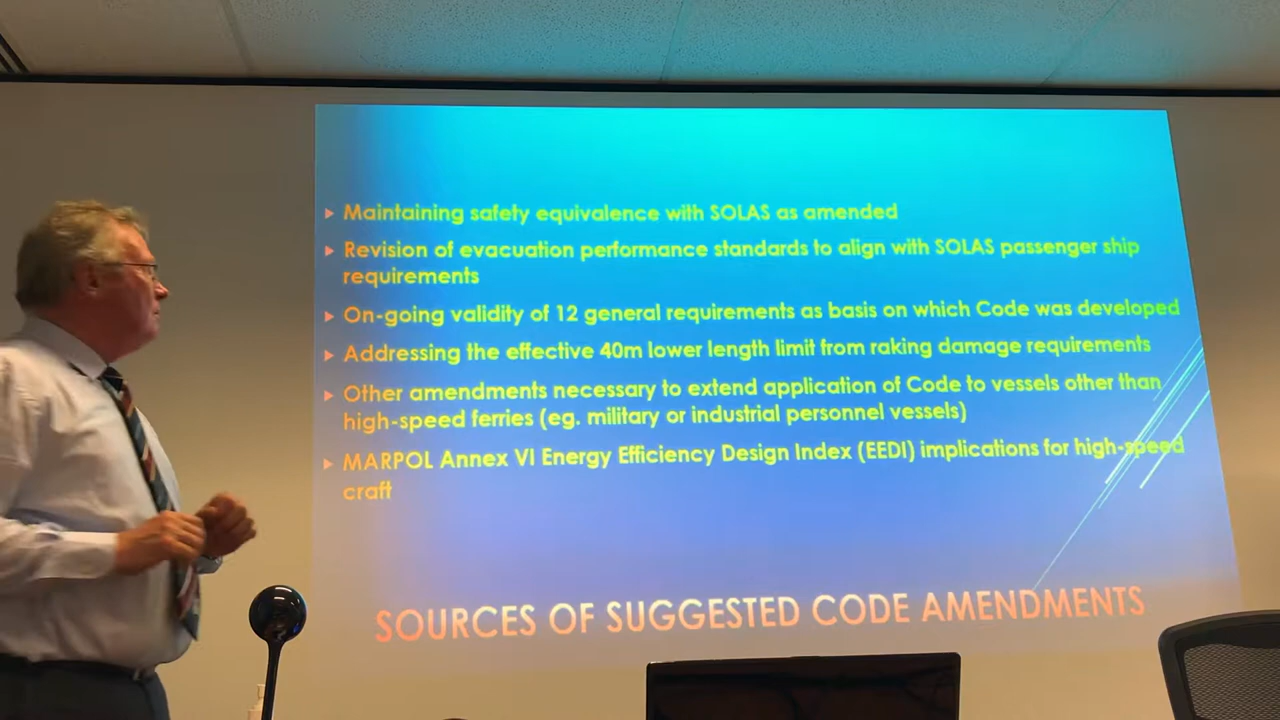 Maintaining safety equivalence with SOLAS as amended
Revision of evacuation performance standards to align with SOLAS passenger ship
requirements
On-going validity of 12 general requirements as basis on which Code was developed
Addressing the effective 40m lower length limit from raking damage requirements
Other amendments necessary to extend application of Code to vessels other than
high-speed ferries (eg. military or industrial personnel vessels)
MARPOL Annex VI Energy Efficiency Design Index (EEDI) implications for high-speed
craft
SOURCES OF SUGGESTED CODE AMENDMENTS